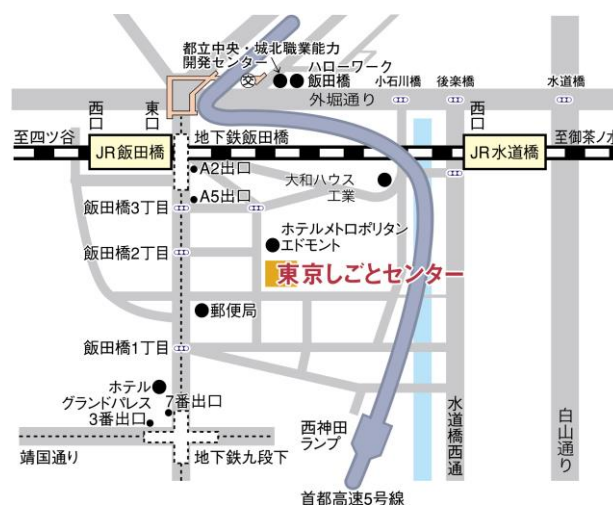 都立中央・城北職業能力
開発センター
ハローワーク
飯田橋
小石川橋
後楽橋
水道橋
外堀通り
西口
東口
西口
至四ツ谷
地下鉄飯田橋
至御茶ノ水
JR飯田橋
JR水道橋
A2出口
大和ハウス
工業
A5出口
飯田橋3丁目
ホテルメトロポリタン
エドモント
飯田橋2丁目
東京しごとセンター
郵便局
飯田橋1丁目
ホテル
グランドパレス
7番出口
3番出口
西神田
ランプ
水道橋西通
白山通り
靖国通り
地下鉄九段下
首都高速5号線